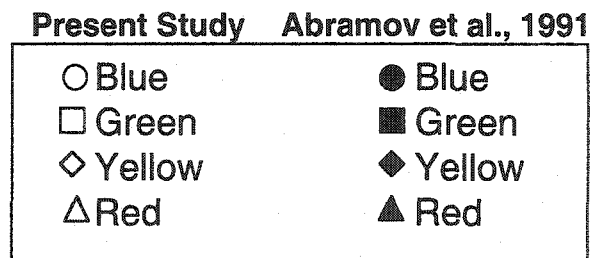 Present Study Abramov et al., 1991
Blue Blue
Green Green
Yellow Yellow
Red Red